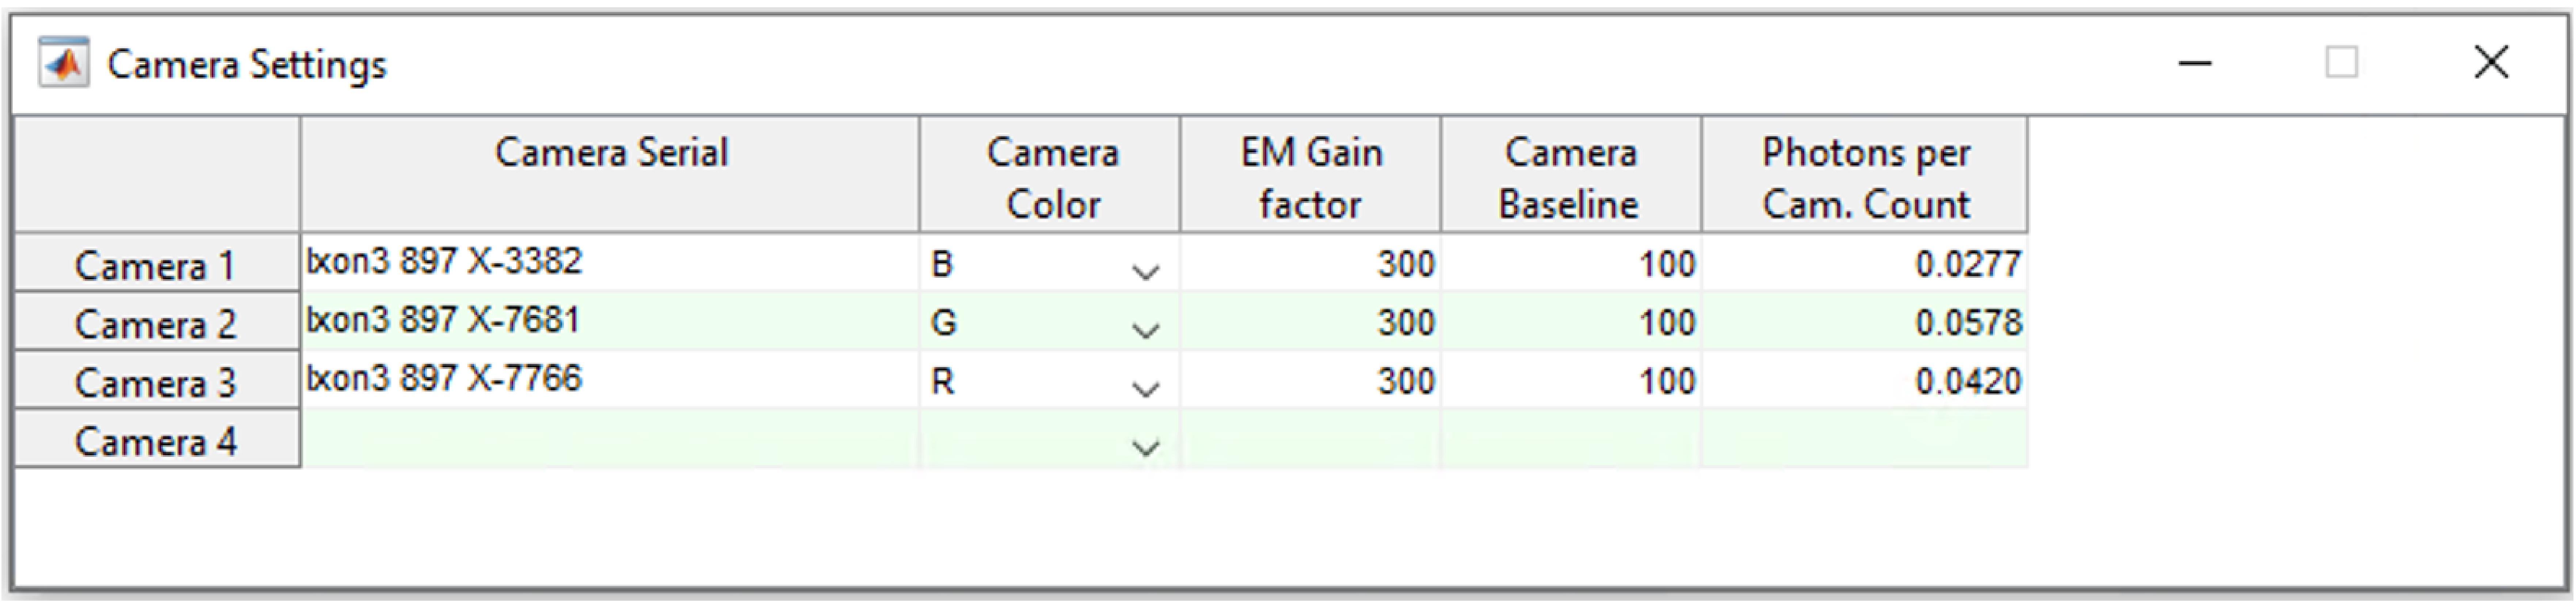 Camera Settings
Camera Serial Camera Color EM Gain factor Camera Baseline Photons per Cam. Count
Camera 1 Ixon3 897 X-3382 B 300 100 0.0277
Camera 2 Ixon3 897 X-7681 G 300 100 0.0578
Camera 3 Ixon3 897 X-7766 R 300 100 0.0420
Camera 4